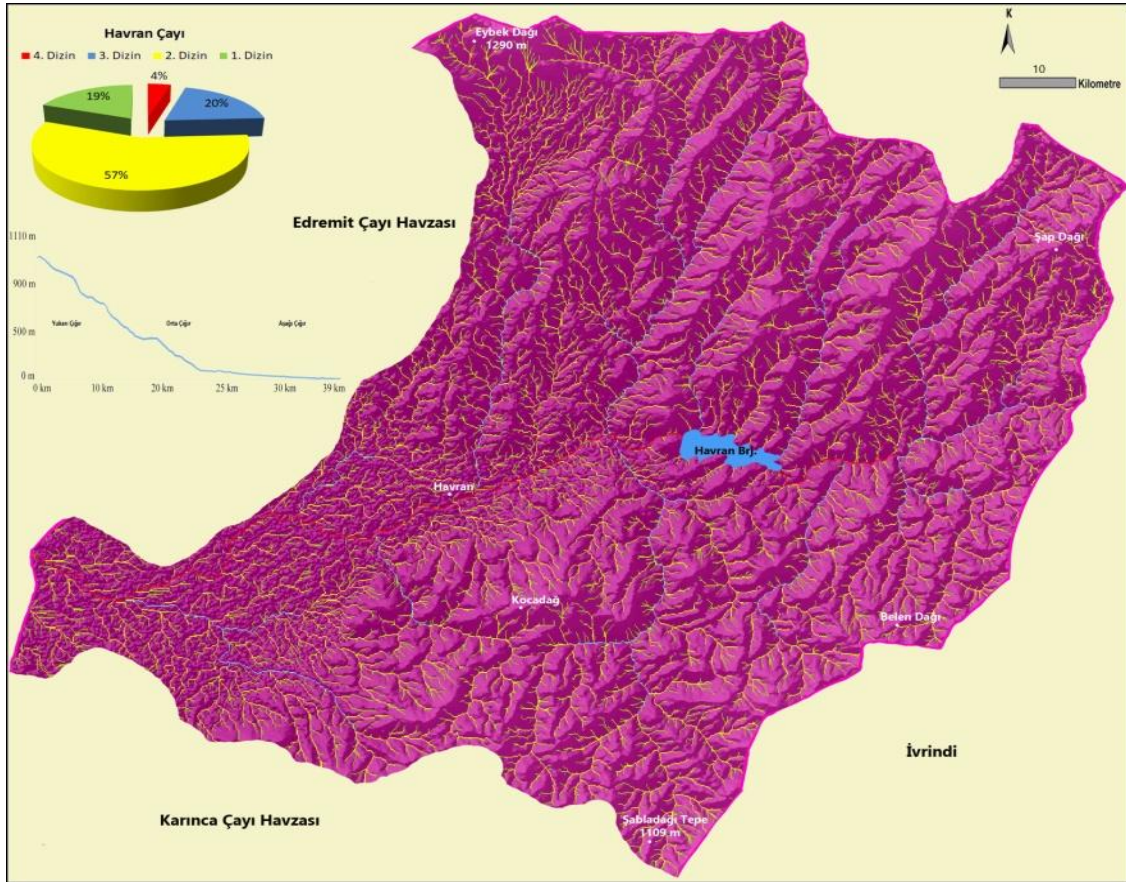 Havran Çayı
4. Dizin 3. Dizin 2. Dizin 1. Dizin
4%
19%
20%
57%
Eybek Dağı
1290 m
K
10
Kilometre
Edremit Çayı Havzası
Şap Dağı
1110 m
900 m
500 m
0 m
Yukarı Çığır
Orta Çığır
Aşağı Çığır
0 km 10 km 20 km 25 km 30 km 39 km
Havran Brj.
Havran
Kocadağ
Belen Dağı
İvrindi
Karınca Çayı Havzası
Şabladağı Tepe
1109 m